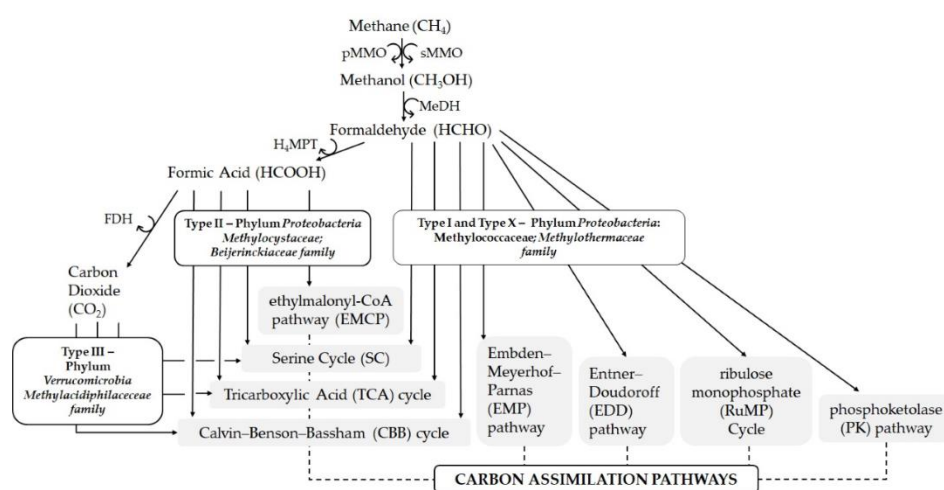 Methane (CH₄)
pMMO sMMO
Methanol (CH₃OH)
MeDH
Formaldehyde (HCHO)
H₄MPT
Formic Acid (HCOOH)
FDH
Type II – Phylum Proteobacteria
Methylocystaceae;
Beijerinckiaceae family
Type I and Type X – Phylum Proteobacteria:
Methylococcaceae; Methylothermaceae
family
Carbon
Dioxide
(CO₂)
ethylmalonyl-CoA
pathway (EMCP)
Type III –
Phylum
Verrucomicrobia
Methylacidiphilaceceae
family
Serine Cycle (SC)
Tricarboxylic Acid (TCA) cycle
Calvin–Benson–Bassham (CBB) cycle
Embden–
Meyerhof–
Parnas
(EMP)
pathway
Entner–
Doudoroff
(EDD)
pathway
ribulose
monophosphate
(RuMP)
Cycle
phosphoketolase
(PK) pathway
CARBON ASSIMILATION PATHWAYS